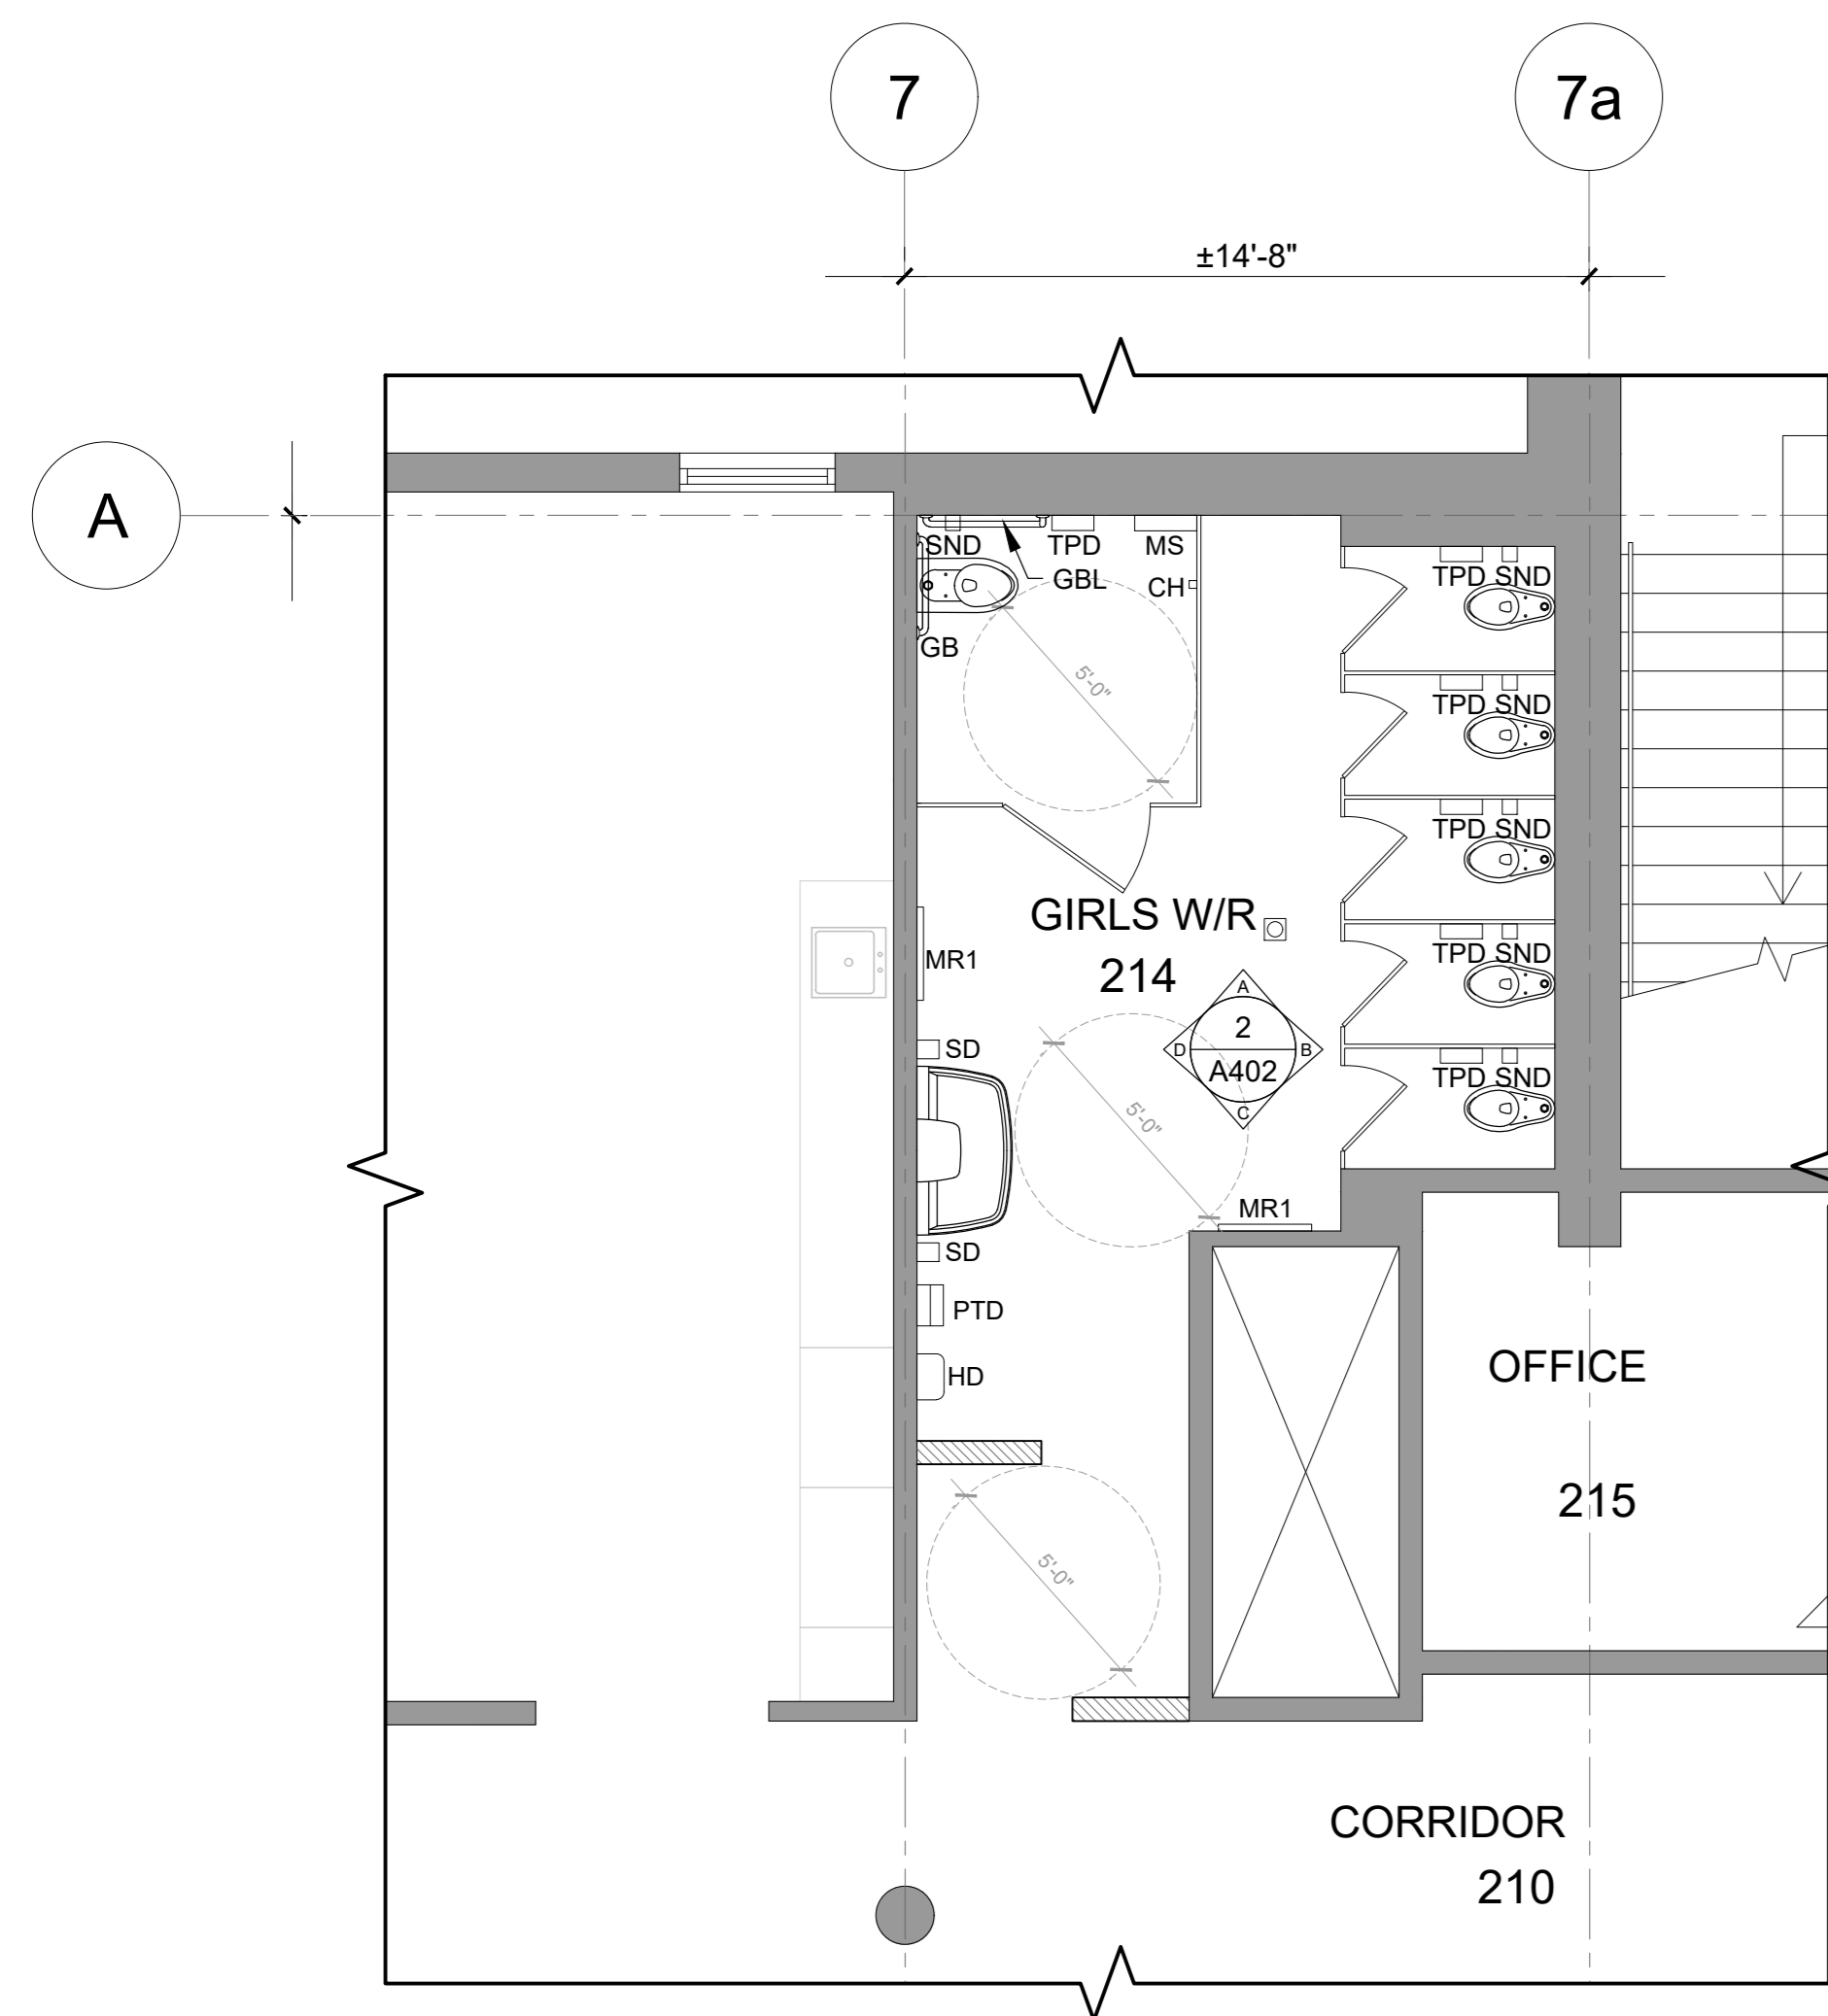 7
7a
±14'-8"
A
SND
TPD
MS
GBL
CH
GB
5'-0"
TPD SND
TPD SND
TPD SND
TPD SND
TPD SND
GIRLS W/R
214
MR1
SD
A
2
D
B
A402
C
5'-0"
MR1
SD
PTD
HD
OFFICE
215
5'-0"
CORRIDOR
210